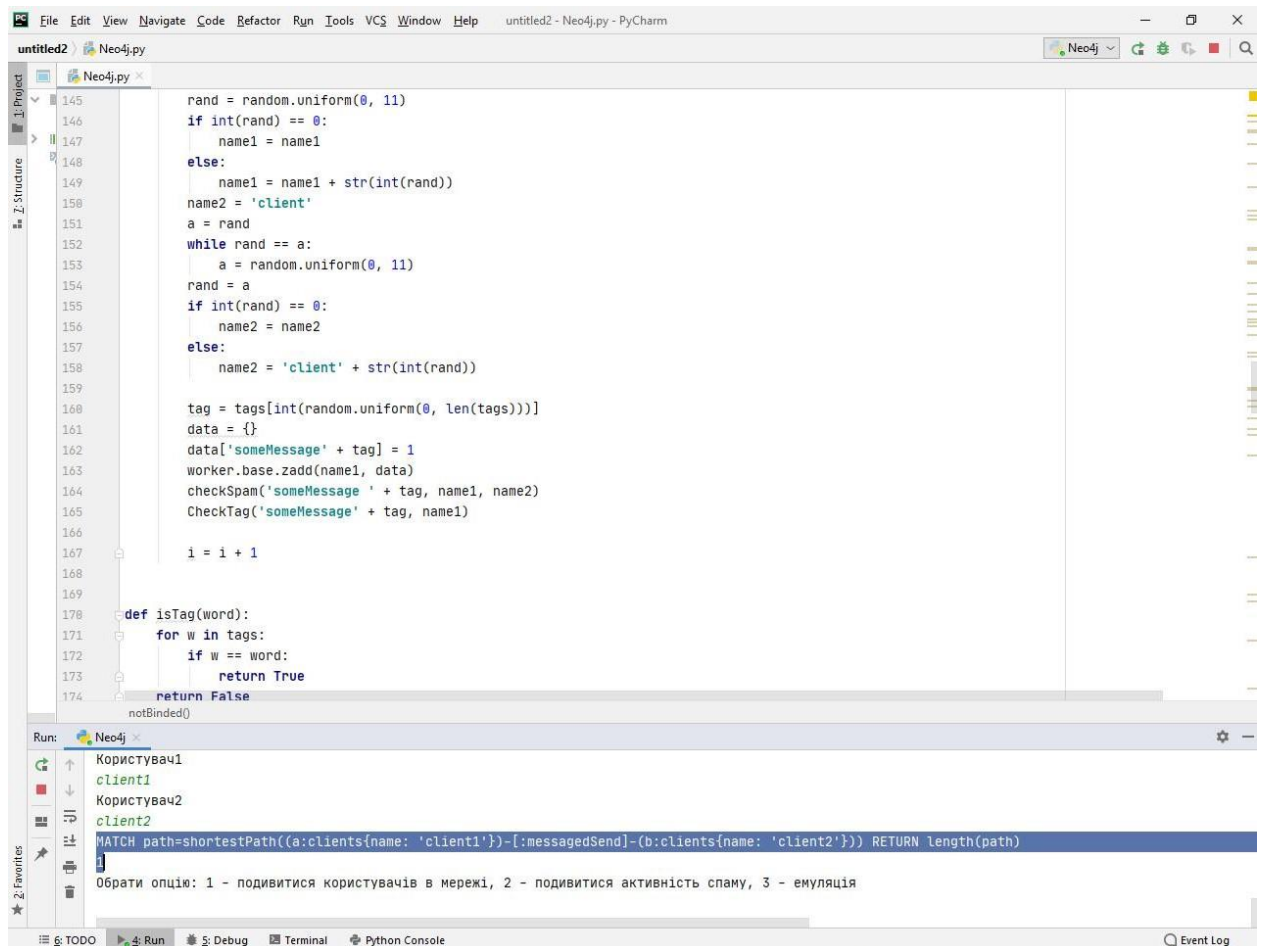 File Edit View Navigate Code Refactor Run Tools VCS Window Help untitled2 - Neo4j.py - PyCharm
untitled2 Neo4j.py Neo4j
Neo4j.py
1: Project
7: Structure
2: Favorites
145 rand = random.uniform(0, 11)
146 if int(rand) == 0:
147 name1 = name1
148 else:
149 name1 = name1 + str(int(rand))
150 name2 = 'client'
151 a = rand
152 while rand == a:
153 a = random.uniform(0, 11)
154 rand = a
155 if int(rand) == 0:
156 name2 = name2
157 else:
158 name2 = 'client' + str(int(rand))
159
160 tag = tags[int(random.uniform(0, len(tags)))]
161 data = {}
162 data['someMessage' + tag] = 1
163 worker.base.zadd(name1, data)
164 checkSpam('someMessage ' + tag, name1, name2)
165 CheckTag('someMessage' + tag, name1)
166
167 i = i + 1
168
169
170 def isTag(word):
171 for w in tags:
172 if w == word:
173 return True
174 return False
notBinded()
Run: Neo4j
Користувач1
client1
Користувач2
client2
MATCH path=shortestPath((a:clients{name: 'client1'})-[:messagedSend]-(b:clients{name: 'client2'})) RETURN length(path)
1
Обрати опцію: 1 - подивитися користувачів в мережі, 2 - подивитися активність спаму, 3 - емуляція
6: TODO 4: Run 5: Debug Terminal Python Console Event Log